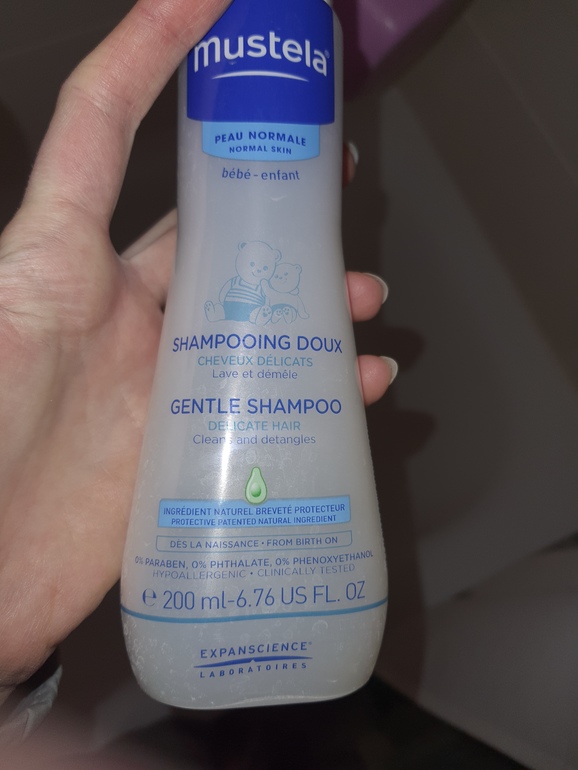 mustela
PEAU NORMALE
NORMAL SKIN
bébé - enfant
SHAMPOOING DOUX
CHEVEUX DÉLICATS
Lave et démêle
GENTLE SHAMPOO
DELICATE HAIR
Cleans and detangles
INGRÉDIENT NATUREL BREVETÉ PROTECTEUR
PROTECTIVE PATENTED NATURAL INGREDIENT
DÈS LA NAISSANCE • FROM BIRTH ON
0% PARABEN, 0% PHTHALATE, 0% PHENOXYETHANOL
HYPOALLERGENIC • CLINICALLY TESTED
℮ 200 ml-6.76 US FL. OZ
EXPANSCIENCE®
LABORATOIRES